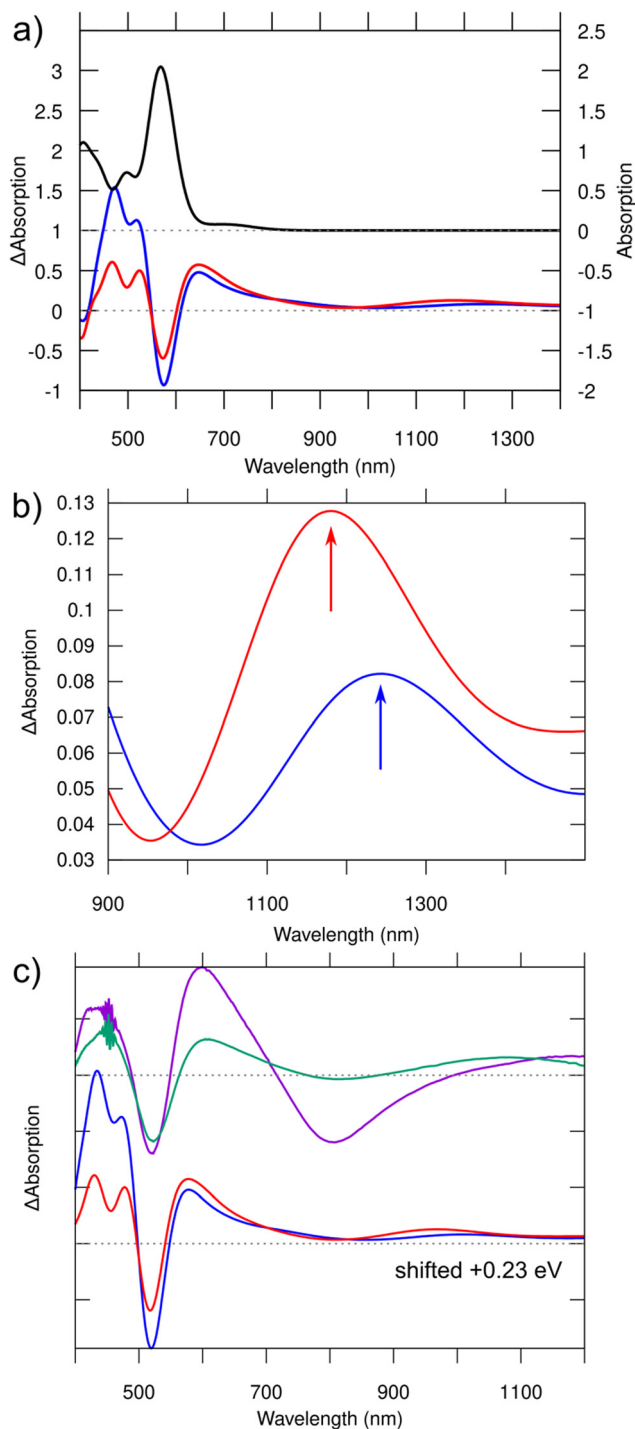 a)
2.5
3
2
2.5
1.5
2
1
1.5
0.5
1
0
0.5
-0.5
0
-1
-0.5
-1.5
-1
-2
ΔAbsorption
Absorption
500 700 900 1100 1300
Wavelength (nm)
b)
0.13
0.12
0.11
0.1
0.09
0.08
0.07
0.06
0.05
0.04
0.03
ΔAbsorption
900 1100 1300
Wavelength (nm)
c)
ΔAbsorption
shifted +0.23 eV
500 700 900 1100
Wavelength (nm)